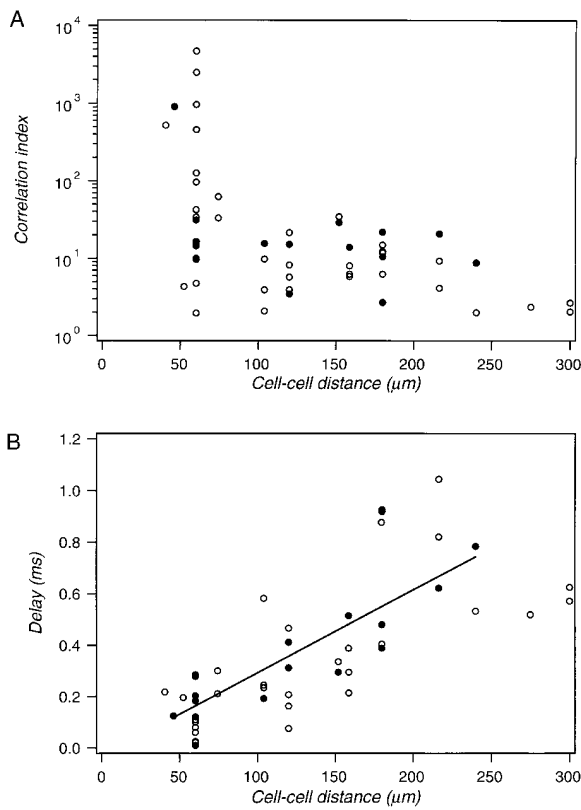 A
10^4
10^3
10^2
10^1
10^0
Correlation index
0 50 100 150 200 250 300
Cell-cell distance (μm)
B
1.2
1.0
0.8
0.6
0.4
0.2
0.0
Delay (ms)
0 50 100 150 200 250 300
Cell-cell distance (μm)